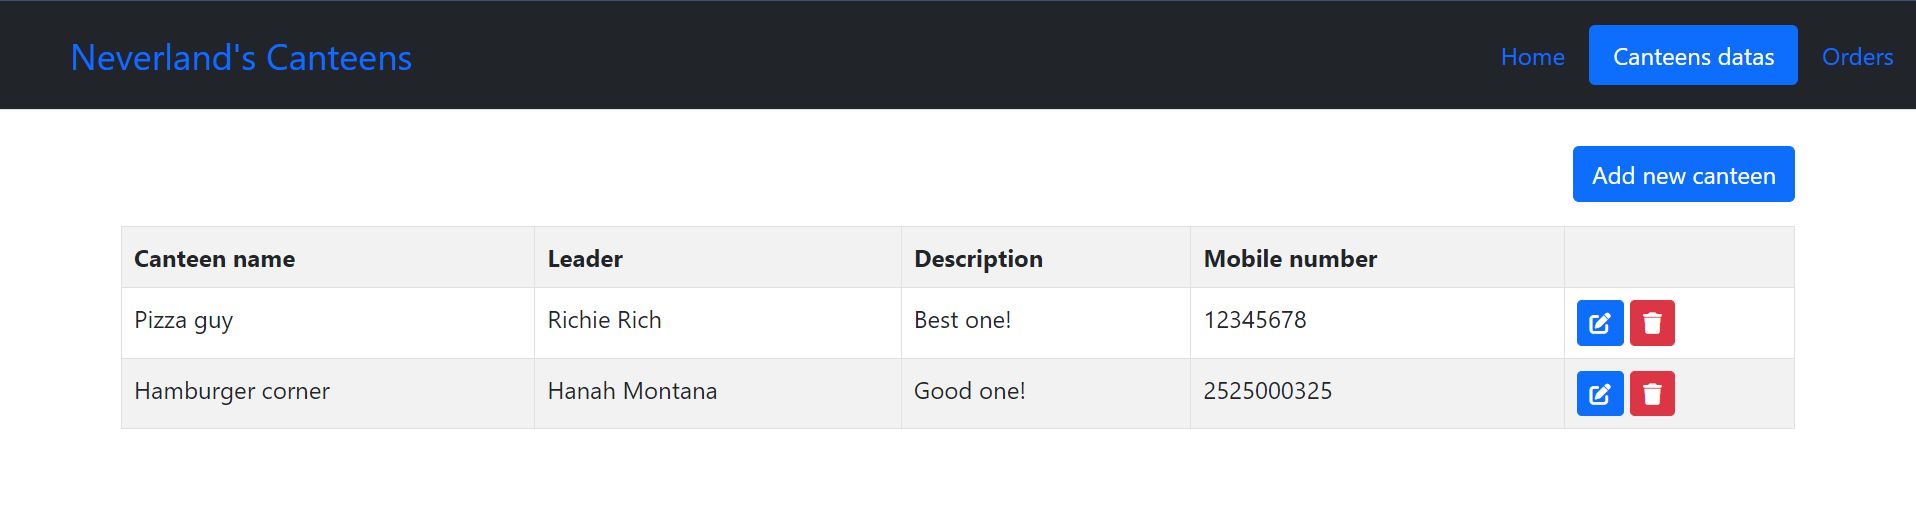 Neverland's Canteens Home Canteens datas Orders
Add new canteen
Canteen name Leader Description Mobile number
Pizza guy Richie Rich Best one! 12345678
Hamburger corner Hanah Montana Good one! 2525000325